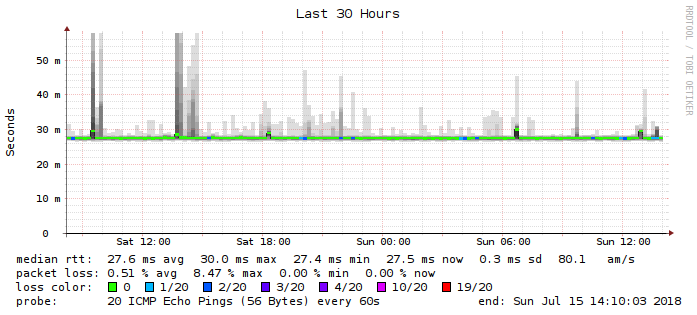 Last 30 Hours
RRDTOOL / TOBI OETIKER
Seconds
50 m
40 m
30 m
20 m
10 m
0
Sat 12:00 Sat 18:00 Sun 00:00 Sun 06:00 Sun 12:00
median rtt: 27.6 ms avg 30.0 ms max 27.4 ms min 27.5 ms now 0.3 ms sd 80.1 am/s
packet loss: 0.51 % avg 8.47 % max 0.00 % min 0.00 % now
loss color: 0 1/20 2/20 3/20 4/20 10/20 19/20
probe: 20 ICMP Echo Pings (56 Bytes) every 60s end: Sun Jul 15 14:10:03 2018